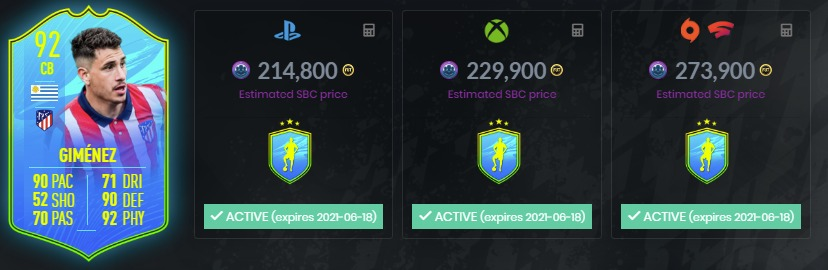 92
CB
GIMÉNEZ
90 PAC 71 DRI
52 SHO 90 DEF
70 PAS 92 PHY
214,800
Estimated SBC price
ACTIVE (expires 2021-06-18)
229,900
Estimated SBC price
ACTIVE (expires 2021-06-18)
273,900
Estimated SBC price
ACTIVE (expires 2021-06-18)